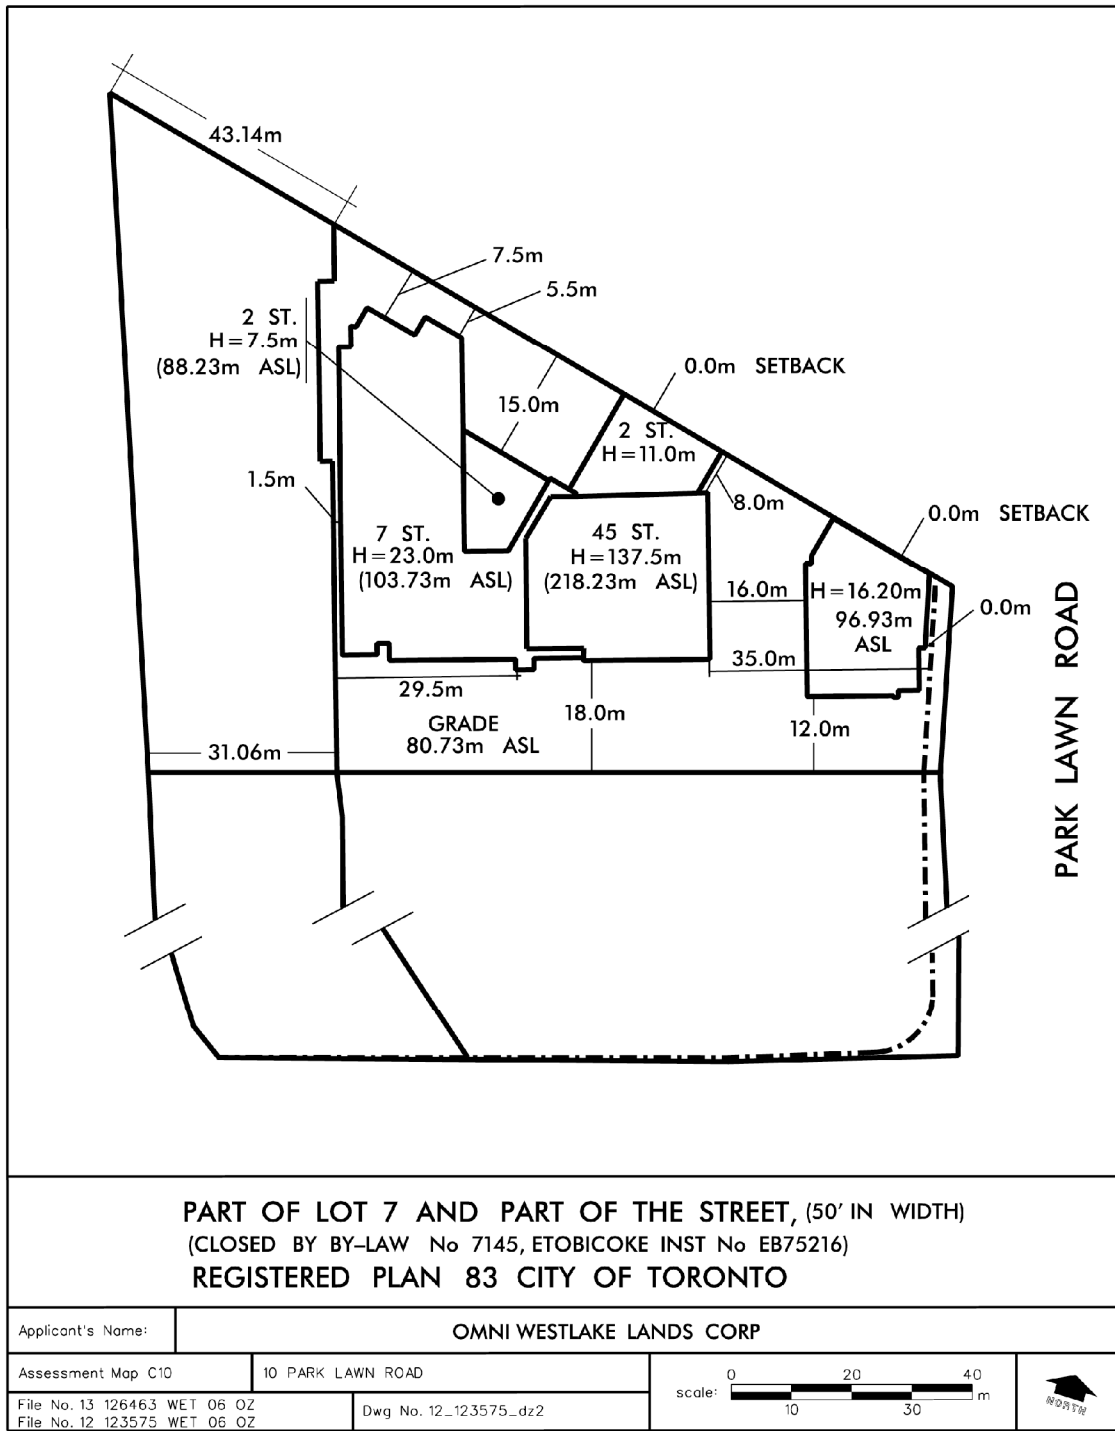 43.14m
7.5m
5.5m
2 ST.
H=7.5m
(88.23m ASL)
0.0m SETBACK
15.0m
2 ST.
H=11.0m
1.5m
8.0m
0.0m SETBACK
7 ST.
H=23.0m
(103.73m ASL)
45 ST.
H=137.5m
(218.23m ASL)
16.0m
H=16.20m
96.93m
ASL
0.0m
35.0m
29.5m
18.0m
12.0m
GRADE
80.73m ASL
31.06m
PARK LAWN ROAD
PART OF LOT 7 AND PART OF THE STREET, (50' IN WIDTH)
(CLOSED BY BY-LAW No 7145, ETOBICOKE INST No EB75216)
REGISTERED PLAN 83 CITY OF TORONTO
Applicant's Name:
OMNI WESTLAKE LANDS CORP
Assessment Map C10
10 PARK LAWN ROAD
File No. 13 126463 WET 06 OZ
File No. 12 123575 WET 06 OZ
Dwg No. 12_123575_dz2
scale:
0 20 40
m
10 30
NORTH